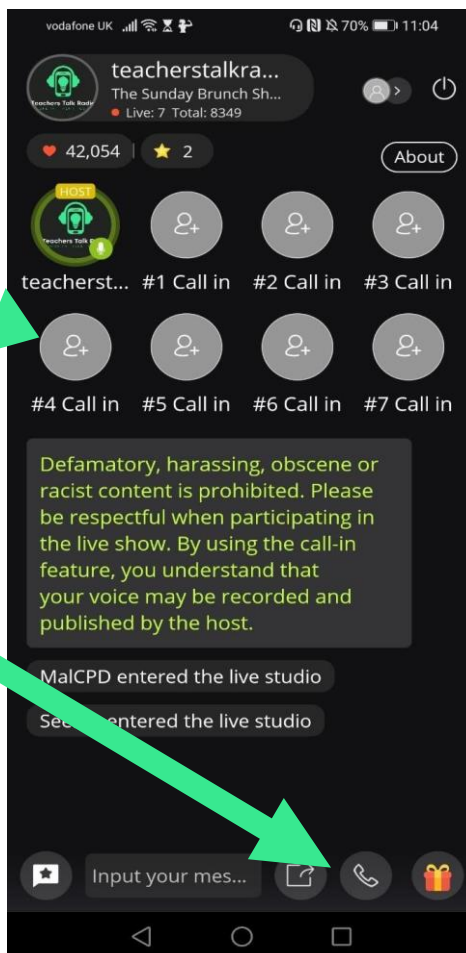 vodafone UK 70% 11:04
teacherstalkra...
The Sunday Brunch Sh...
Live: 7 Total: 8349
42,054 | 2
About
HOST
Teachers Talk Radio
teacherst... #1 Call in #2 Call in #3 Call in
#4 Call in #5 Call in #6 Call in #7 Call in
Defamatory, harassing, obscene or
racist content is prohibited. Please
be respectful when participating in
the live show. By using the call-in
feature, you understand that
your voice may be recorded and
published by the host.
MalCPD entered the live studio
entered the live studio
Input your mes...